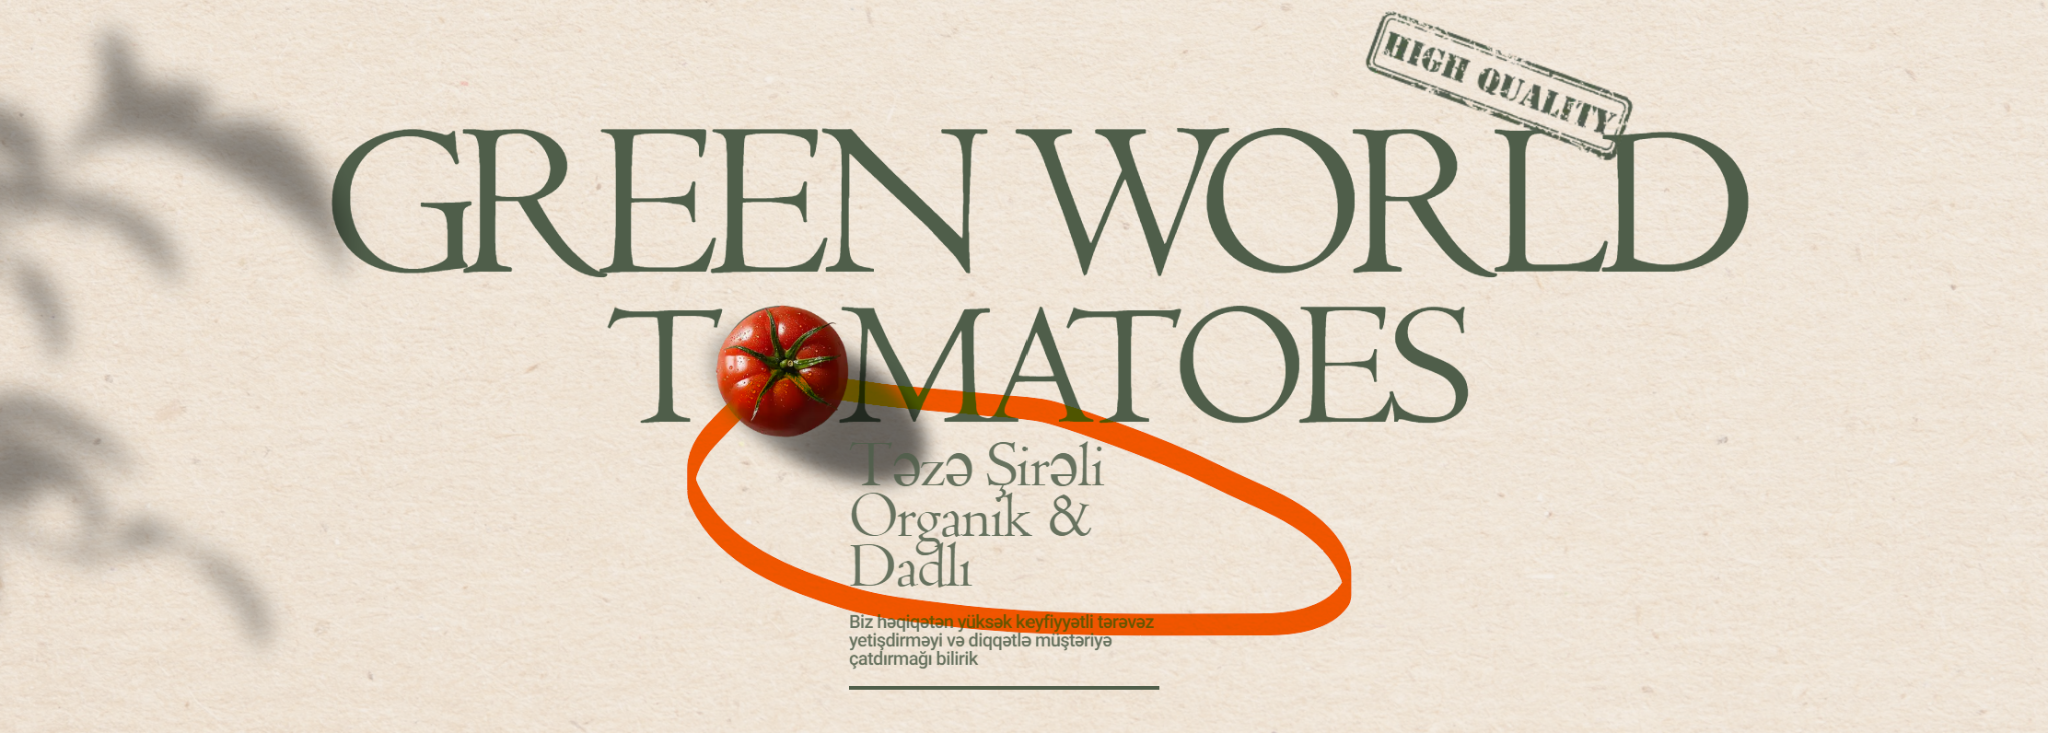 HIGH QUALITY
GREEN WORLD
TOMATOES
Təzə Şirəli
Organik &
Dadlı
Biz həqiqətən yüksək keyfiyyətli tərəvəz
yetişdirməyi və diqqətlə müştəriyə
çatdırmağı bilirik